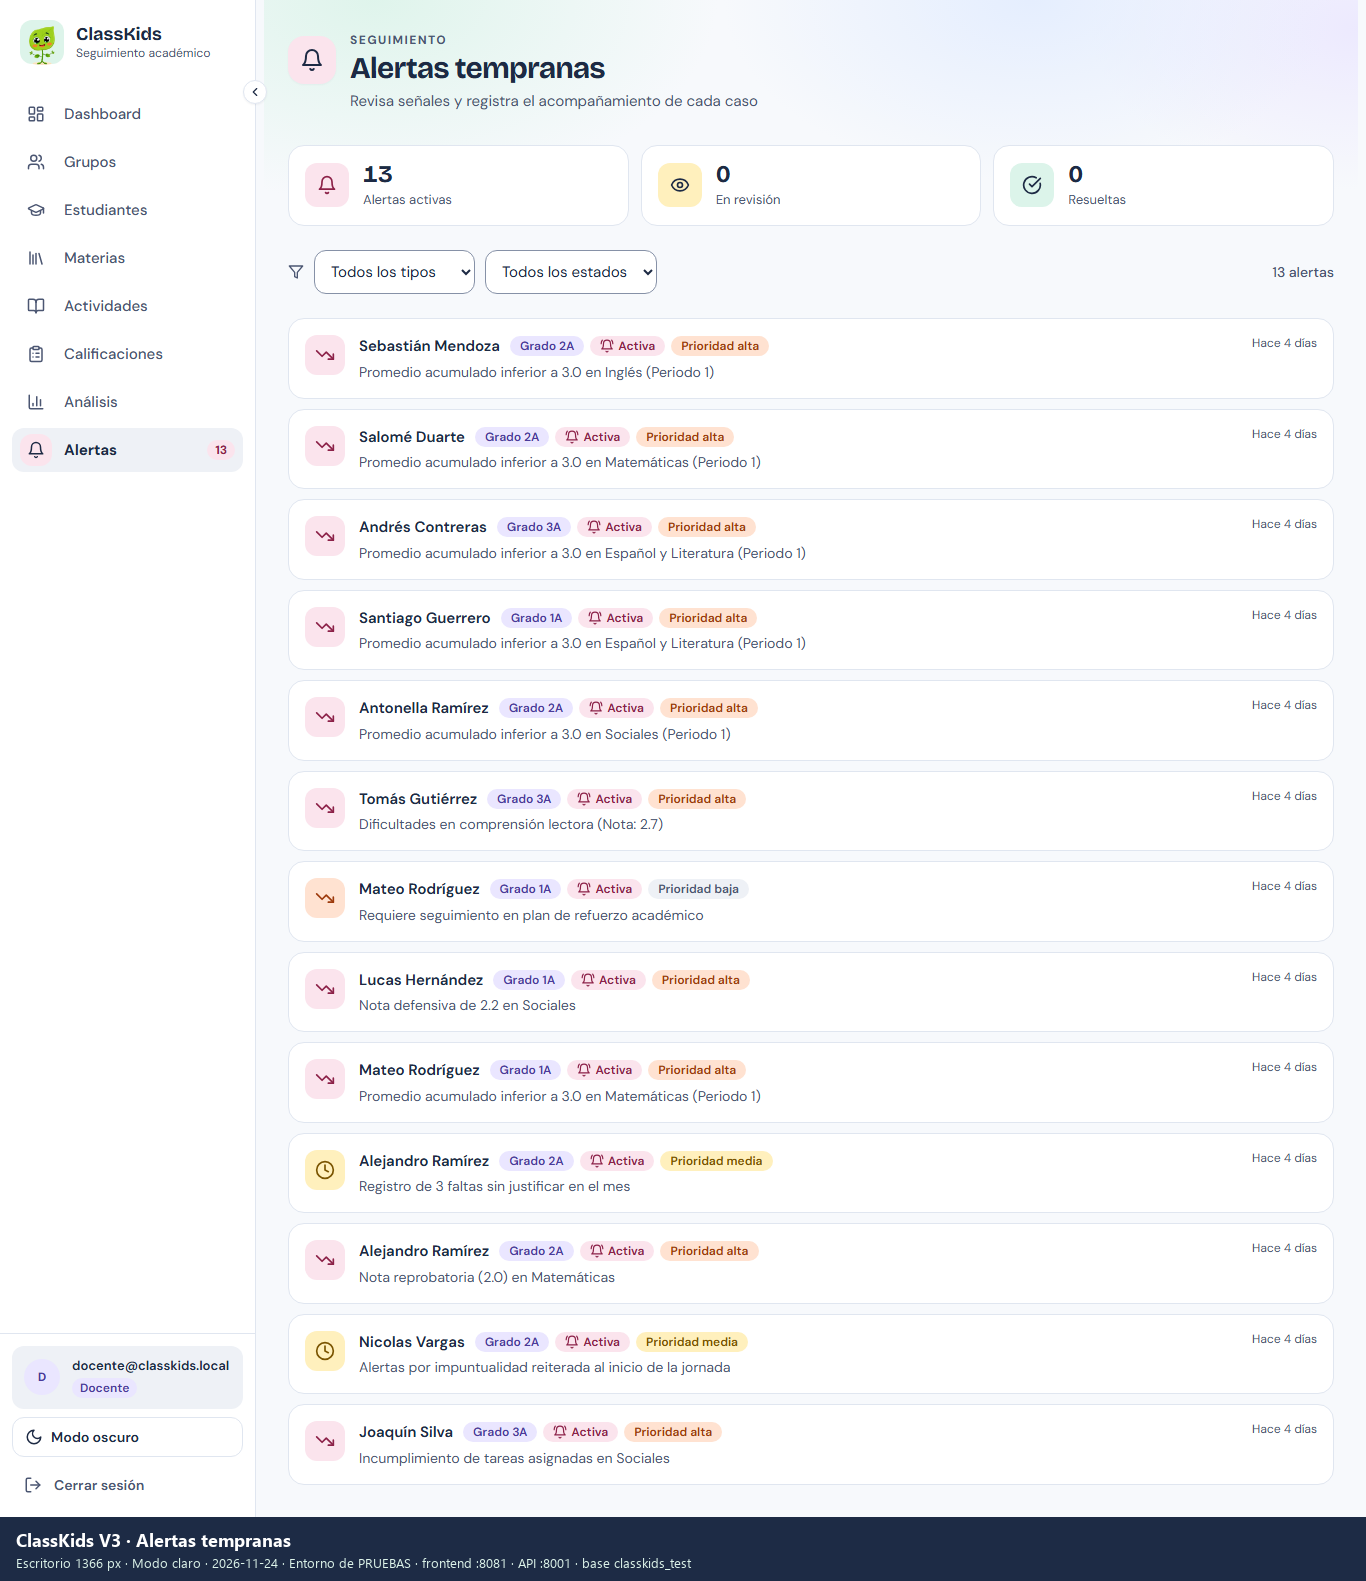 ClassKids
Seguimiento académico
Dashboard
Grupos
Estudiantes
Materias
Actividades
Calificaciones
Análisis
Alertas 13
docente@classkids.local
D
Docente
Modo oscuro
Cerrar sesión
SEGUIMIENTO
Alertas tempranas
Revisa señales y registra el acompañamiento de cada caso
13
Alertas activas
0
En revisión
0
Resueltas
Todos los tipos Todos los estados 13 alertas
Sebastián Mendoza Grado 2A Activa Prioridad alta Hace 4 días
Promedio acumulado inferior a 3.0 en Inglés (Periodo 1)
Salomé Duarte Grado 2A Activa Prioridad alta Hace 4 días
Promedio acumulado inferior a 3.0 en Matemáticas (Periodo 1)
Andrés Contreras Grado 3A Activa Prioridad alta Hace 4 días
Promedio acumulado inferior a 3.0 en Español y Literatura (Periodo 1)
Santiago Guerrero Grado 1A Activa Prioridad alta Hace 4 días
Promedio acumulado inferior a 3.0 en Español y Literatura (Periodo 1)
Antonella Ramírez Grado 2A Activa Prioridad alta Hace 4 días
Promedio acumulado inferior a 3.0 en Sociales (Periodo 1)
Tomás Gutiérrez Grado 3A Activa Prioridad alta Hace 4 días
Dificultades en comprensión lectora (Nota: 2.7)
Mateo Rodríguez Grado 1A Activa Prioridad baja Hace 4 días
Requiere seguimiento en plan de refuerzo académico
Lucas Hernández Grado 1A Activa Prioridad alta Hace 4 días
Nota defensiva de 2.2 en Sociales
Mateo Rodríguez Grado 1A Activa Prioridad alta Hace 4 días
Promedio acumulado inferior a 3.0 en Matemáticas (Periodo 1)
Alejandro Ramírez Grado 2A Activa Prioridad media Hace 4 días
Registro de 3 faltas sin justificar en el mes
Alejandro Ramírez Grado 2A Activa Prioridad alta Hace 4 días
Nota reprobatoria (2.0) en Matemáticas
Nicolas Vargas Grado 2A Activa Prioridad media Hace 4 días
Alertas por impuntualidad reiterada al inicio de la jornada
Joaquín Silva Grado 3A Activa Prioridad alta Hace 4 días
Incumplimiento de tareas asignadas en Sociales
ClassKids V3 · Alertas tempranas
Escritorio 1366 px · Modo claro · 2026-11-24 · Entorno de PRUEBAS · frontend :8081 · API :8001 · base classkids_test